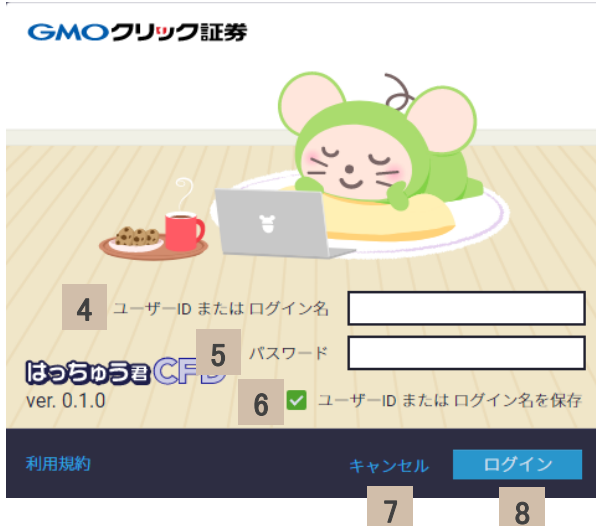 GMOクリック証券
4 ユーザーID または ログイン名
5 パスワード
はっちゅう君 CFD
ver. 0.1.0
6 ユーザーID または ログイン名を保存
利用規約
キャンセル
ログイン
7
8